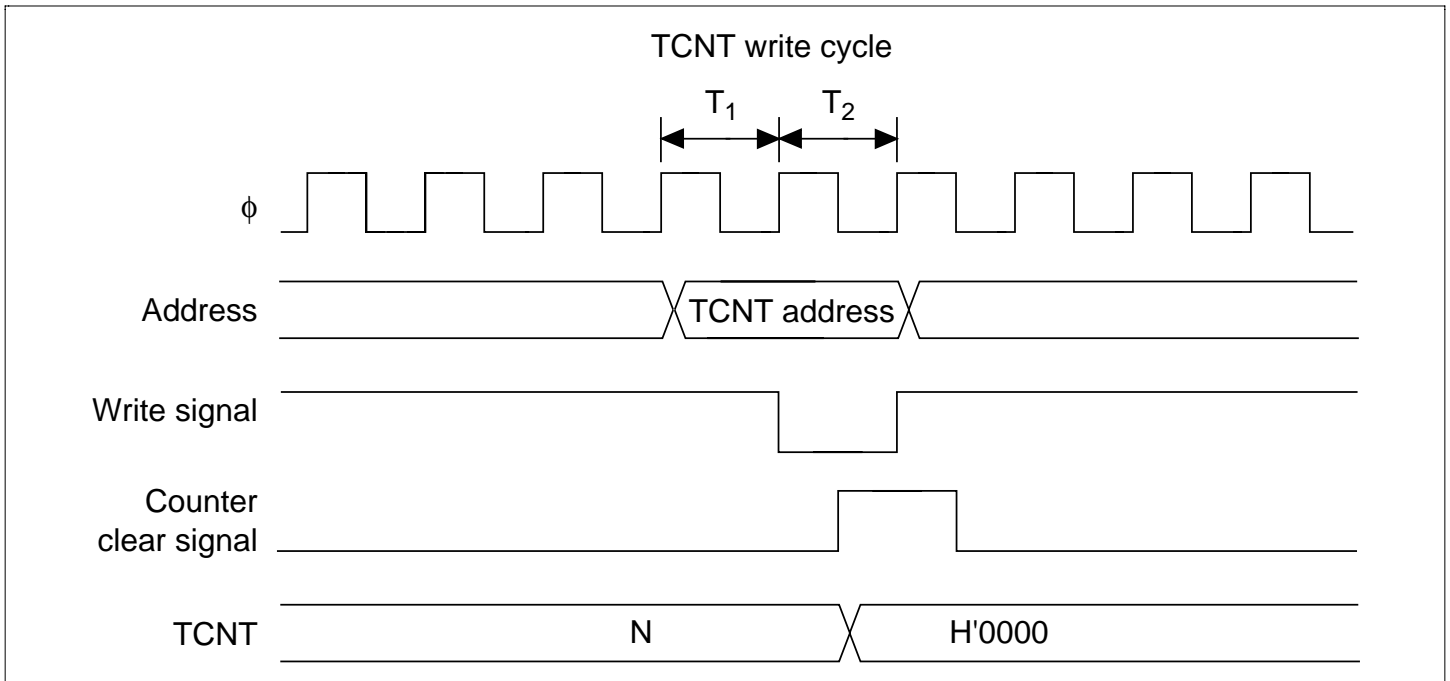 TCNT write cycle
T1 T2
ϕ
Address
TCNT address
Write signal
Counter
clear signal
TCNT
N
H'0000